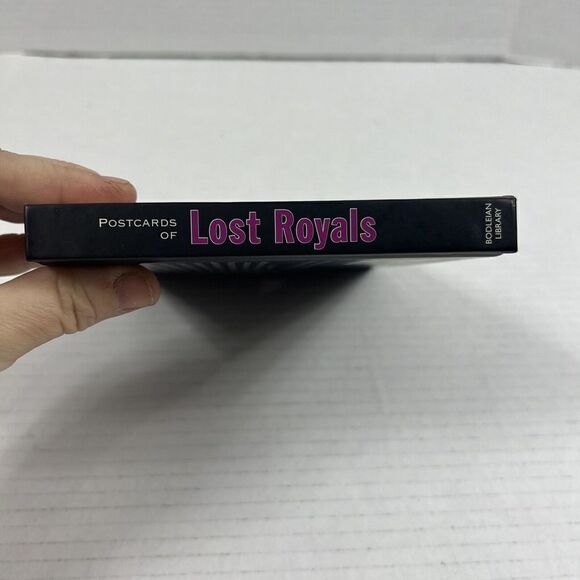 POSTCARDS
OF
Lost Royals
BODLEIAN
LIBRARY